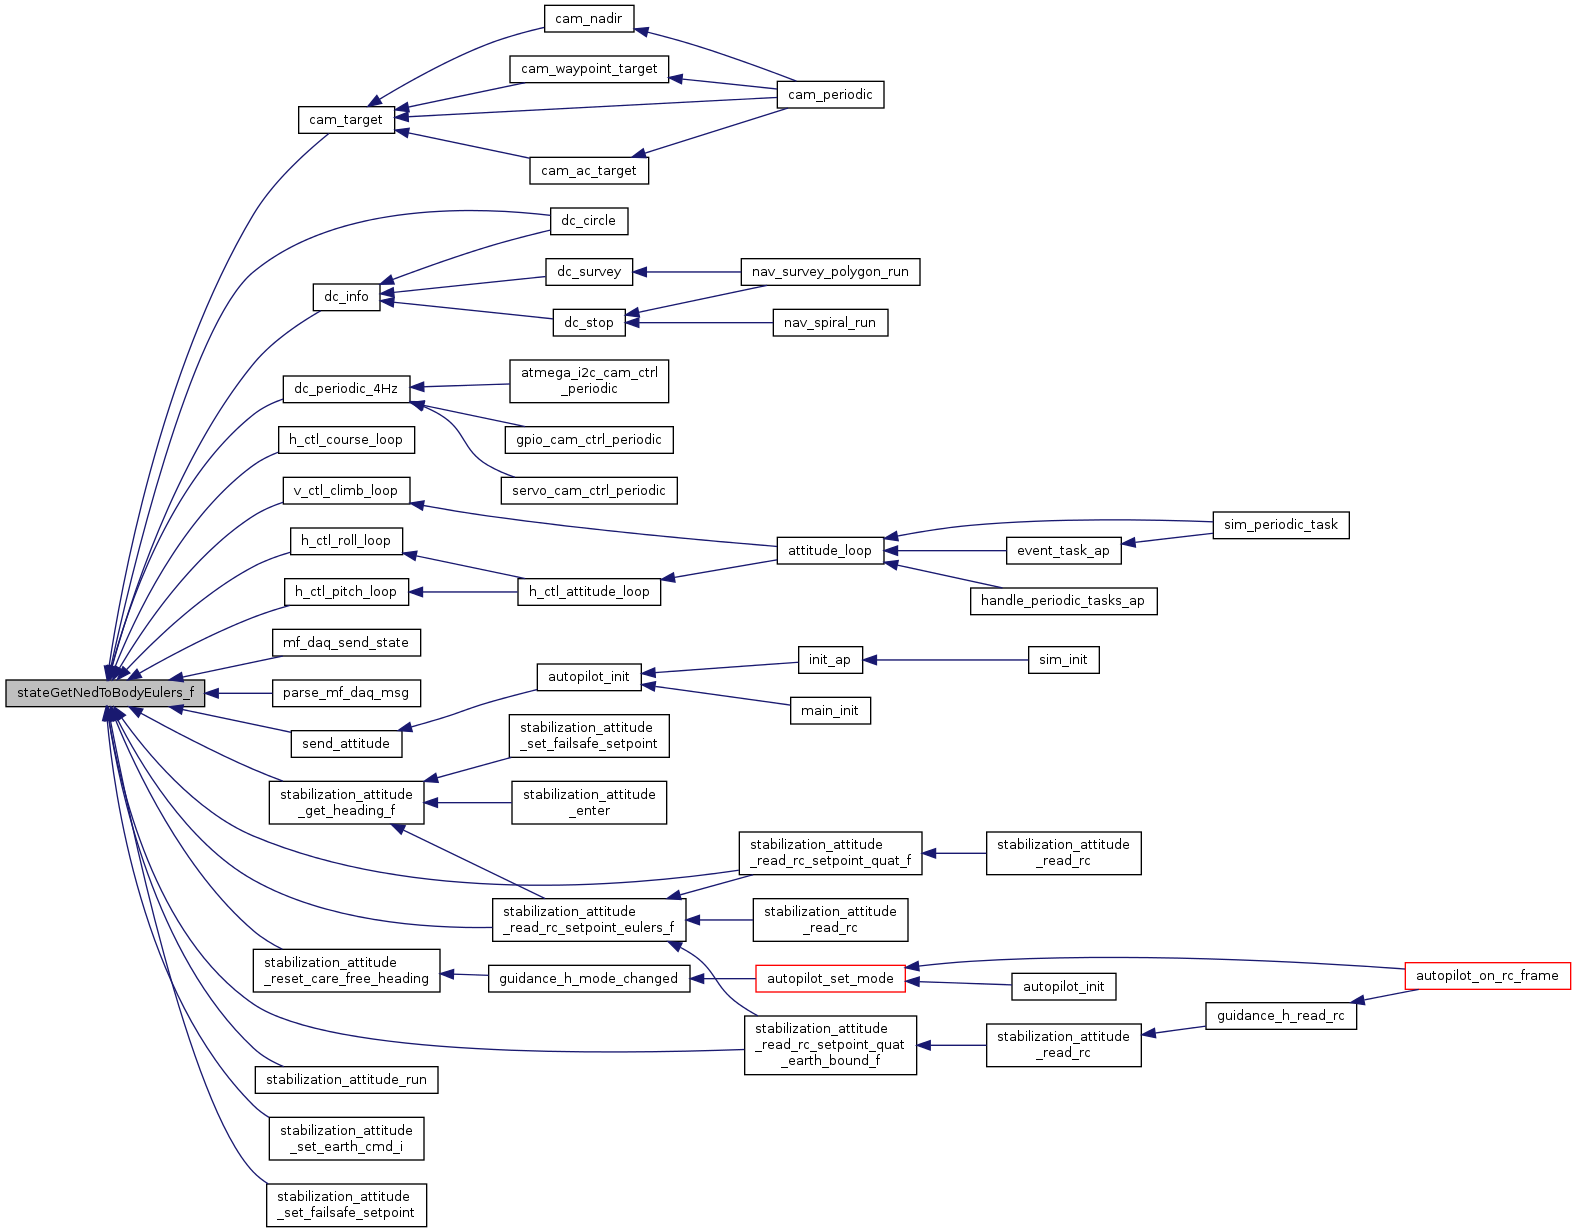 cam_nadir
cam_waypoint_target
cam_periodic
cam_target
cam_ac_target
dc_circle
dc_survey
nav_survey_polygon_run
dc_info
dc_stop
nav_spiral_run
atmega_i2c_cam_ctrl
_periodic
dc_periodic_4Hz
gpio_cam_ctrl_periodic
h_ctl_course_loop
servo_cam_ctrl_periodic
v_ctl_climb_loop
sim_periodic_task
h_ctl_roll_loop
attitude_loop
event_task_ap
h_ctl_pitch_loop
h_ctl_attitude_loop
handle_periodic_tasks_ap
mf_daq_send_state
init_ap
sim_init
autopilot_init
stateGetNedToBodyEulers_f
parse_mf_daq_msg
main_init
send_attitude
stabilization_attitude
_set_failsafe_setpoint
stabilization_attitude
_get_heading_f
stabilization_attitude
_enter
stabilization_attitude
_read_rc_setpoint_quat_f
stabilization_attitude
_read_rc
stabilization_attitude
_read_rc_setpoint_eulers_f
stabilization_attitude
_read_rc
stabilization_attitude
_reset_care_free_heading
guidance_h_mode_changed
autopilot_set_mode
autopilot_init
autopilot_on_rc_frame
guidance_h_read_rc
stabilization_attitude
_read_rc_setpoint_quat
_earth_bound_f
stabilization_attitude
_read_rc
stabilization_attitude_run
stabilization_attitude
_set_earth_cmd_i
stabilization_attitude
_set_failsafe_setpoint